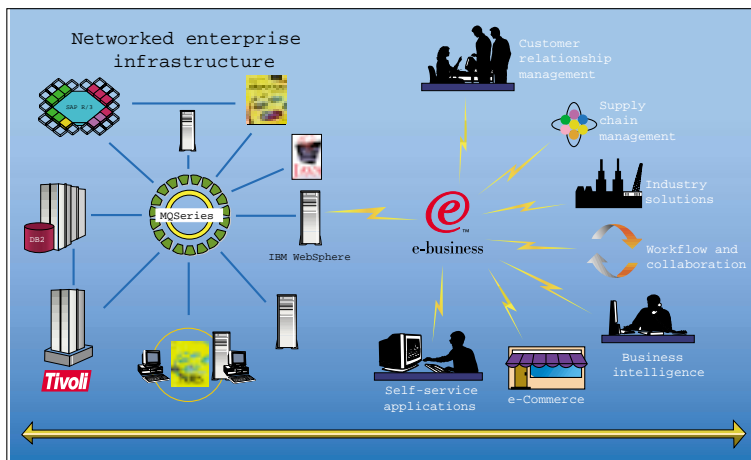 Networked enterprise
infrastructure
SAP R/3
MQSeries
DB2
IBM WebSphere
Tivoli
Customer
relationship
management
Supply
chain
management
Industry
solutions
e
TM
e-business
Workflow and
collaboration
Business
intelligence
Self-service
applications
e-Commerce